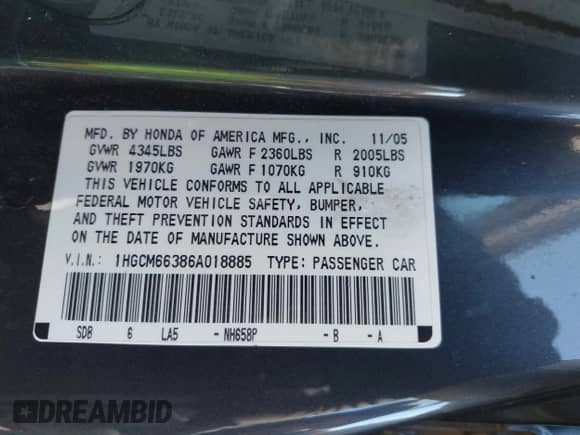 MFD. BY HONDA OF AMERICA MFG., INC. 11/05
GVWR 4345LBS GAWR F 2360LBS R 2005LBS
GVWR 1970KG GAWR F 1070KG R 910KG
THIS VEHICLE CONFORMS TO ALL APPLICABLE
FEDERAL MOTOR VEHICLE SAFETY, BUMPER,
AND THEFT PREVENTION STANDARDS IN EFFECT
ON THE DATE OF MANUFACTURE SHOWN ABOVE.
V.I.N.: 1HGCM66386A018885 TYPE: PASSENGER CAR
SD8 6 LA5 - NH658P - B - A
DREAMBID